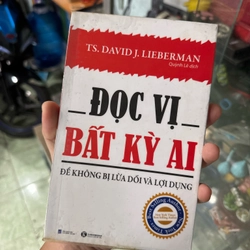 TS. DAVID J. LIEBERMAN
Quỳnh Lê dịch
ĐỌC VỊ
BẤT KỲ AI
ĐỂ KHÔNG BỊ LỪA DỐI VÀ LỢI DỤNG